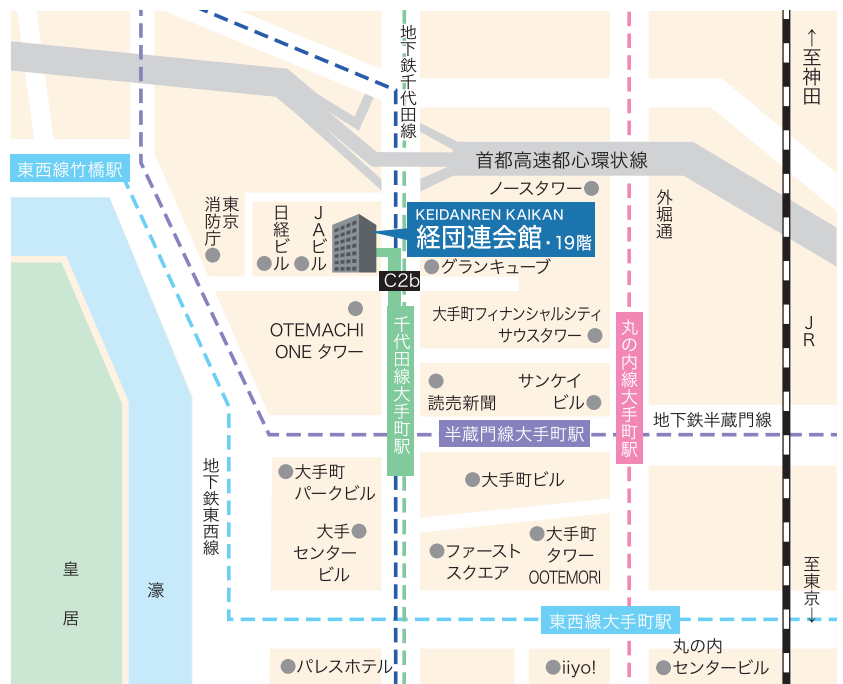 地下鉄千代田線
←至神田
首都高速都心環状線
東西線竹橋駅
ノースタワー
外堀通
東京
消防庁
日経ビル
JAビル
KEIDANREN KAIKAN
経団連会館・19階
グランキューブ
C2b
OTEMACHI
ONE タワー
大手町フィナンシャルシティ
サウスタワー
千代田線大手町駅
丸の内線大手町駅
JR
読売新聞
サンケイ
ビル
地下鉄半蔵門線
半蔵門線大手町駅
地下鉄東西線
大手町
パークビル
大手町ビル
大手
センター
ビル
ファースト
スクエア
大手町
タワー
OOTEMORI
皇居
濠
至東京→
東西線大手町駅
パレスホテル
iiyo!
丸の内
センタービル